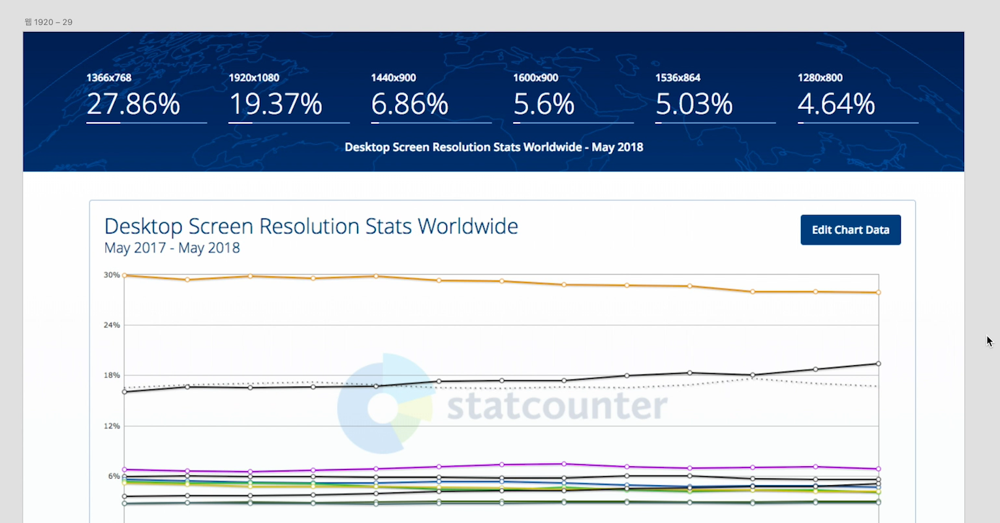 웹 1920 – 29
1366x768 1920x1080 1440x900 1600x900 1536x864 1280x800
27.86% 19.37% 6.86% 5.6% 5.03% 4.64%
Desktop Screen Resolution Stats Worldwide - May 2018
Desktop Screen Resolution Stats Worldwide
Edit Chart Data
May 2017 - May 2018
30%
24%
18%
statcounter
12%
6%